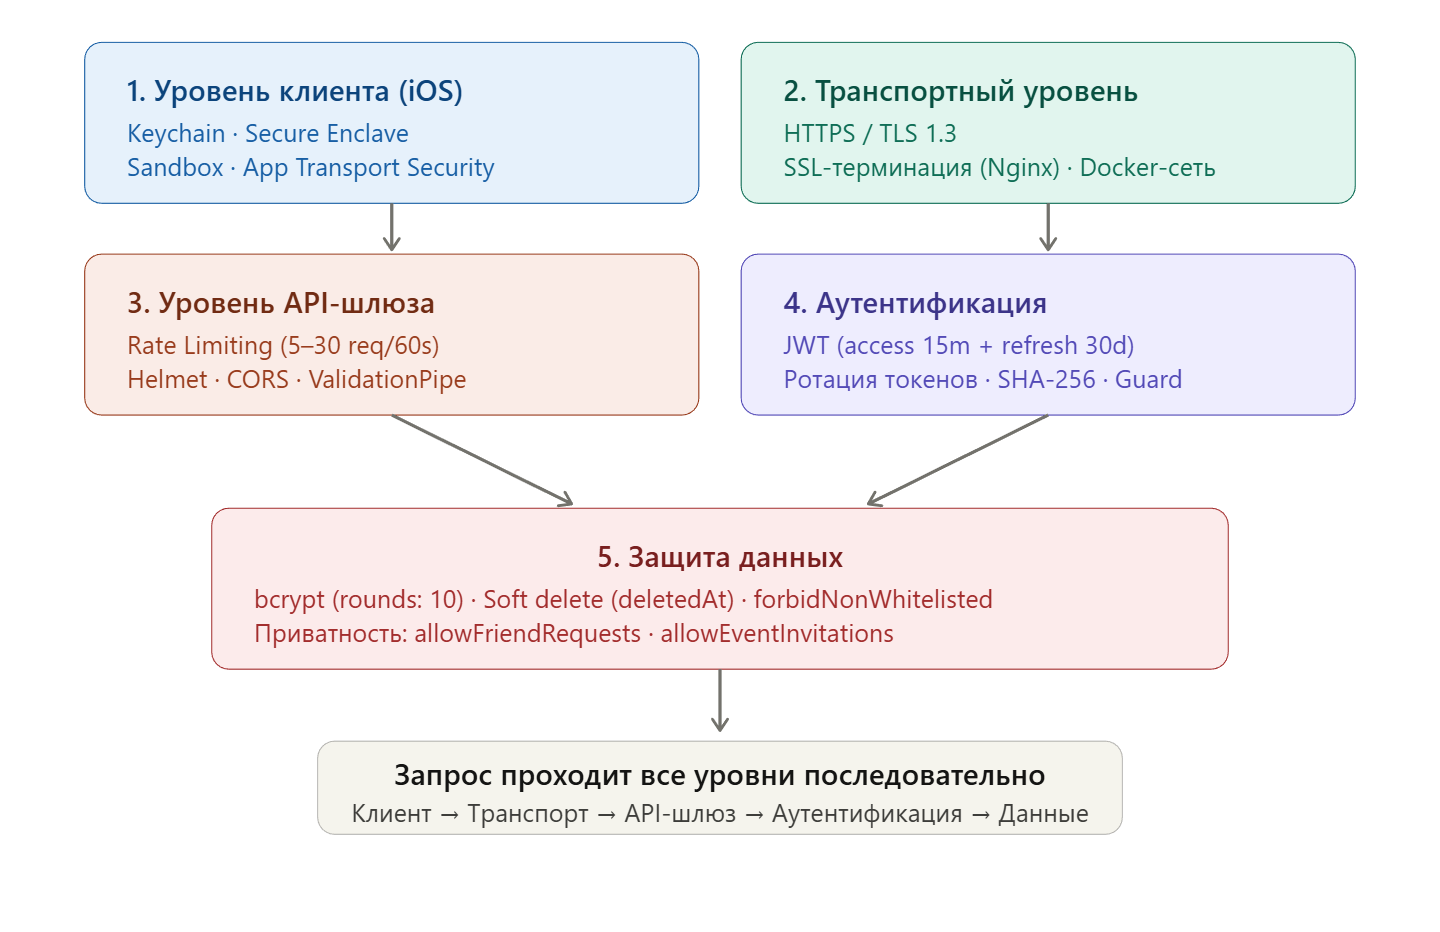 1. Уровень клиента (iOS)
Keychain · Secure Enclave
Sandbox · App Transport Security
2. Транспортный уровень
HTTPS / TLS 1.3
SSL-терминация (Nginx) · Docker-сеть
3. Уровень API-шлюза
Rate Limiting (5–30 req/60s)
Helmet · CORS · ValidationPipe
4. Аутентификация
JWT (access 15m + refresh 30d)
Ротация токенов · SHA-256 · Guard
5. Защита данных
bcrypt (rounds: 10) · Soft delete (deletedAt) · forbidNonWhitelisted
Приватность: allowFriendRequests · allowEventInvitations
Запрос проходит все уровни последовательно
Клиент → Транспорт → API-шлюз → Аутентификация → Данные